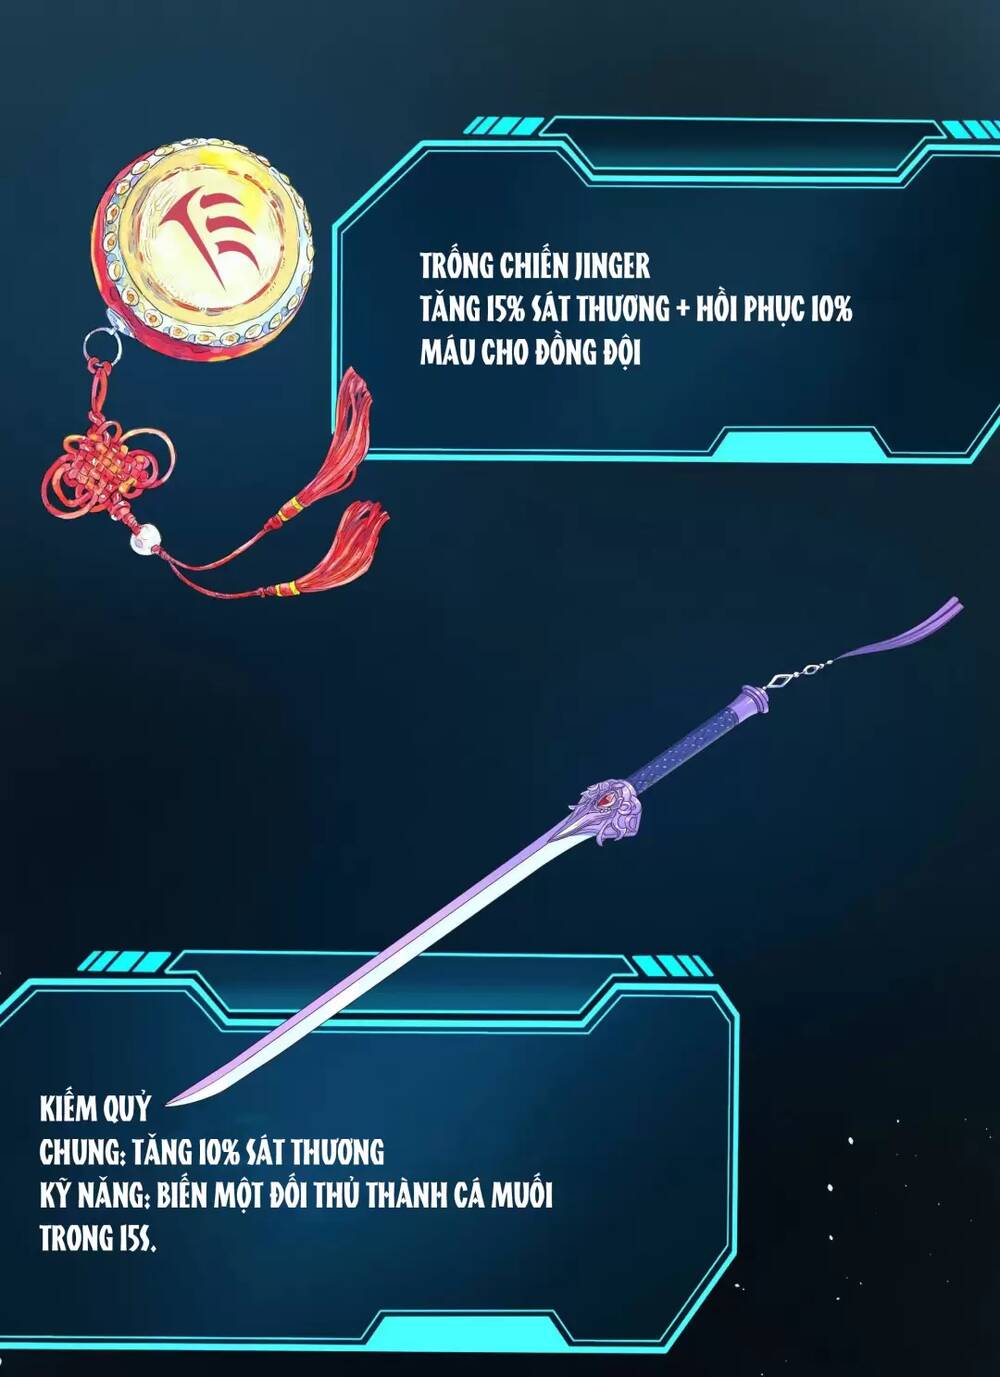 TRỐNG CHIẾN JINGER
TĂNG 15% SÁT THƯƠNG + HỒI PHỤC 10%
MÁU CHO ĐỒNG ĐỘI
KIẾM QUỶ
CHUNG: TĂNG 10% SÁT THƯƠNG
KỸ NĂNG: BIẾN MỘT ĐỐI THỦ THÀNH CÁ MUỐI
TRONG 15S.